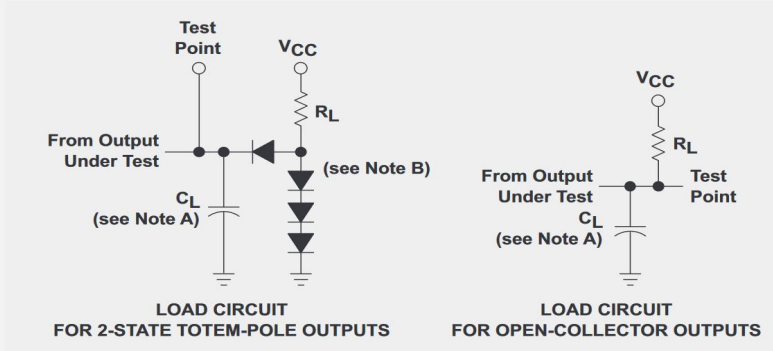 Test
Point
VCC
RL
From Output
Under Test
(see Note B)
CL
(see Note A)
LOAD CIRCUIT
FOR 2-STATE TOTEM-POLE OUTPUTS
VCC
RL
From Output
Under Test
Test
Point
CL
(see Note A)
LOAD CIRCUIT
FOR OPEN-COLLECTOR OUTPUTS